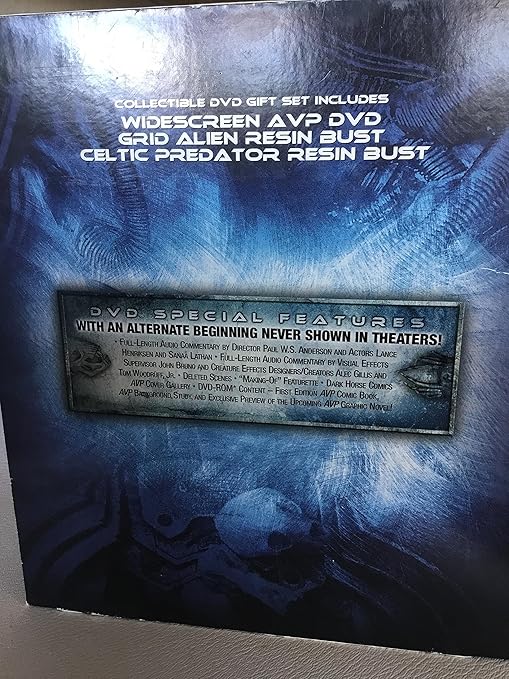 COLLECTIBLE DVD GIFT SET INCLUDES
WIDESCREEN AVP DVD
GRID ALIEN RESIN BUST
CELTIC PREDATOR RESIN BUST
DVD SPECIAL FEATURES
WITH AN ALTERNATE BEGINNING NEVER SHOWN IN THEATERS!
• FULL-LENGTH AUDIO COMMENTARY BY DIRECTOR PAUL W.S. ANDERSON AND ACTORS LANCE
HENRIKSEN AND SANAA LATHAN • FULL-LENGTH AUDIO COMMENTARY BY VISUAL EFFECTS
SUPERVISOR JOHN BRUNO AND CREATURE EFFECTS DESIGNERS/CREATORS ALEC GILLIS AND
TOM WOODRUFF, JR. • DELETED SCENES • "MAKING-OF" FEATURETTE • DARK HORSE COMICS
AVP COVER GALLERY • DVD-ROM CONTENT – FIRST EDITION AVP COMIC BOOK,
AVP BACKGROUND STUDY, AND EXCLUSIVE PREVIEW OF THE UPCOMING AVP GRAPHIC NOVEL!